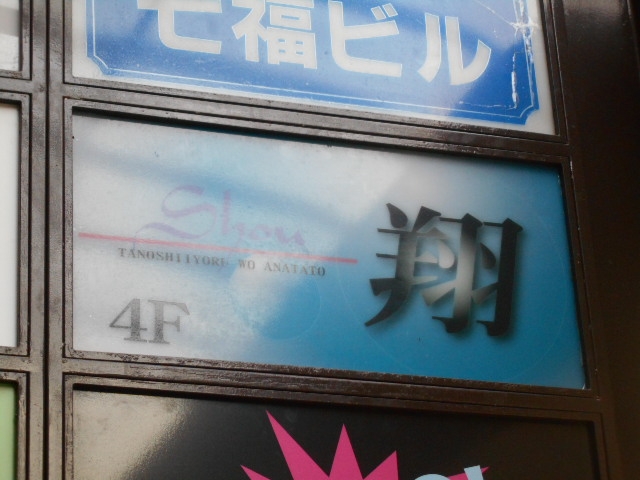 七福ビル
Shou
TANOSHIIYORU WO ANATATO
翔
4F